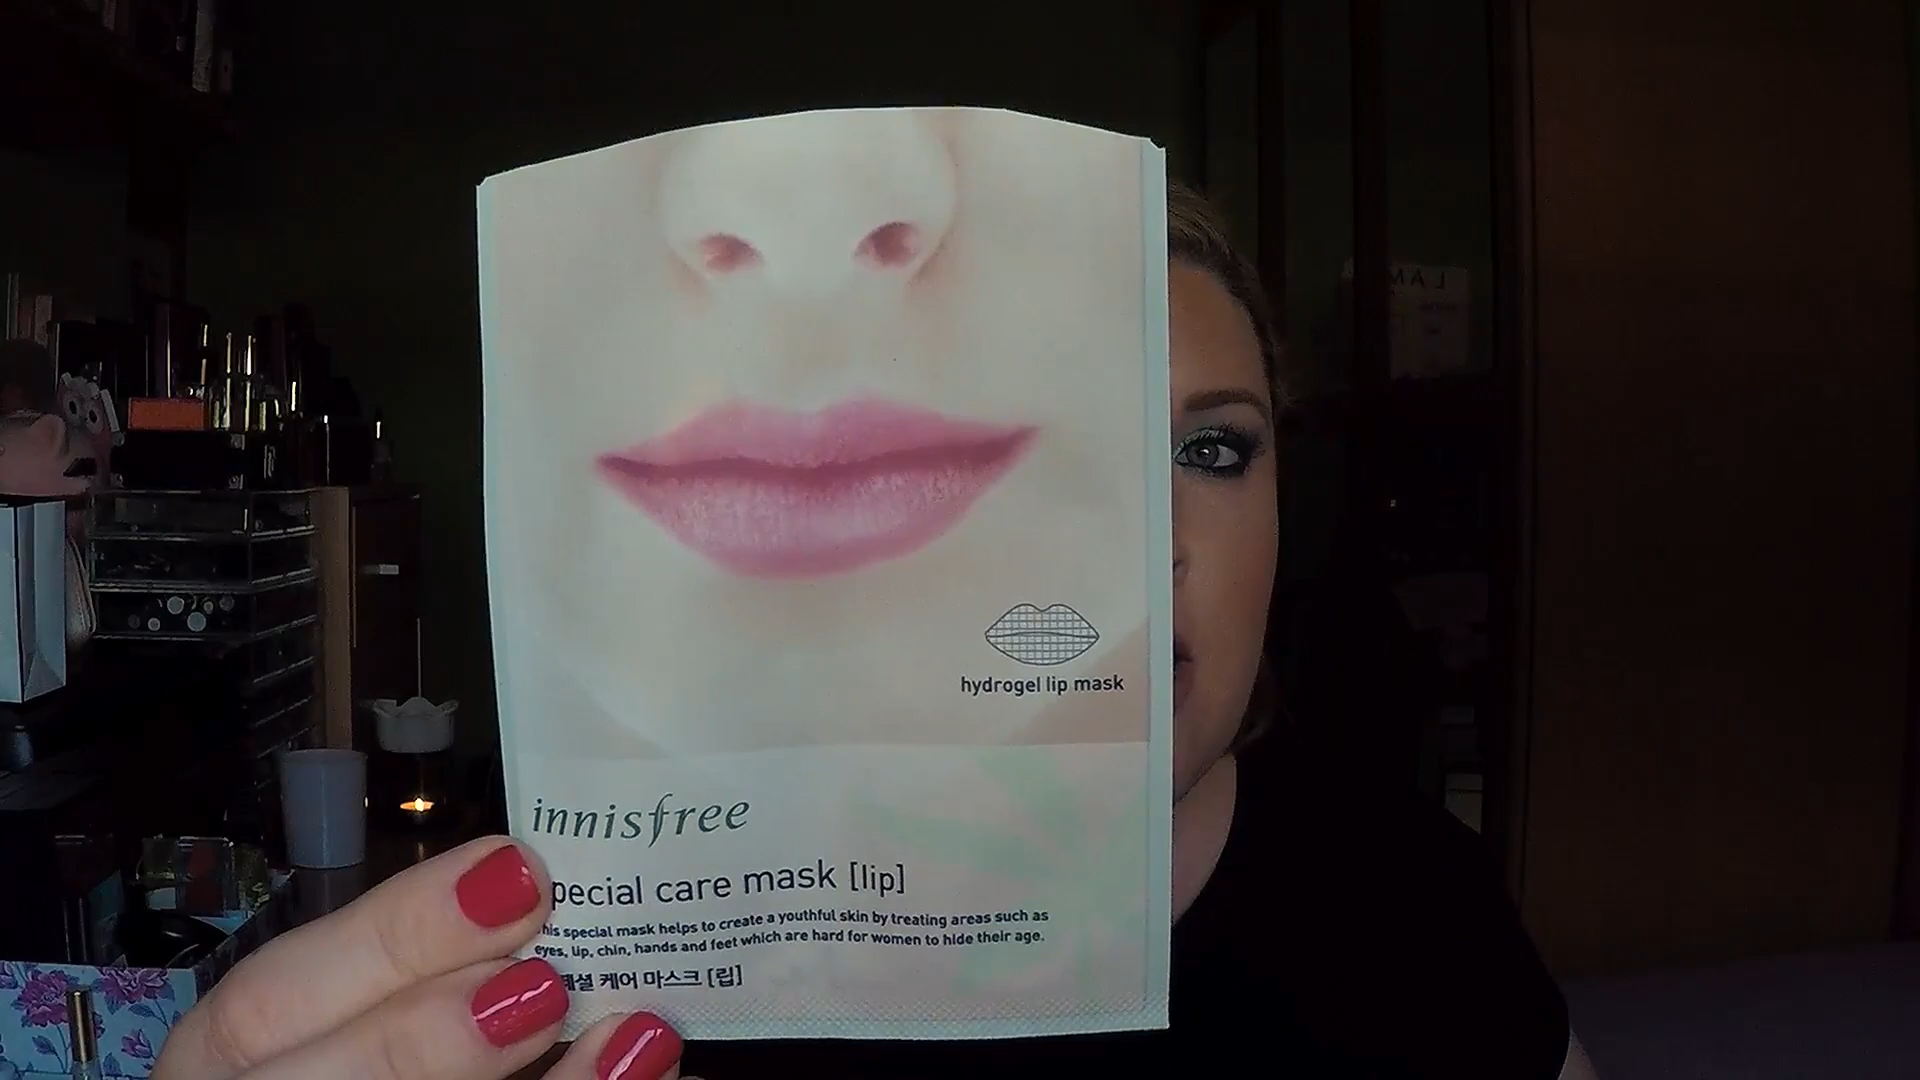 LAM
hydrogel lip mask
innisfree
pecial care mask [lip]
his special mask helps to create a youthful skin by treating areas such as
eyes, lip, chin, hands and feet which are hard for women to hide their age.
페셜 케어 마스크 [립]